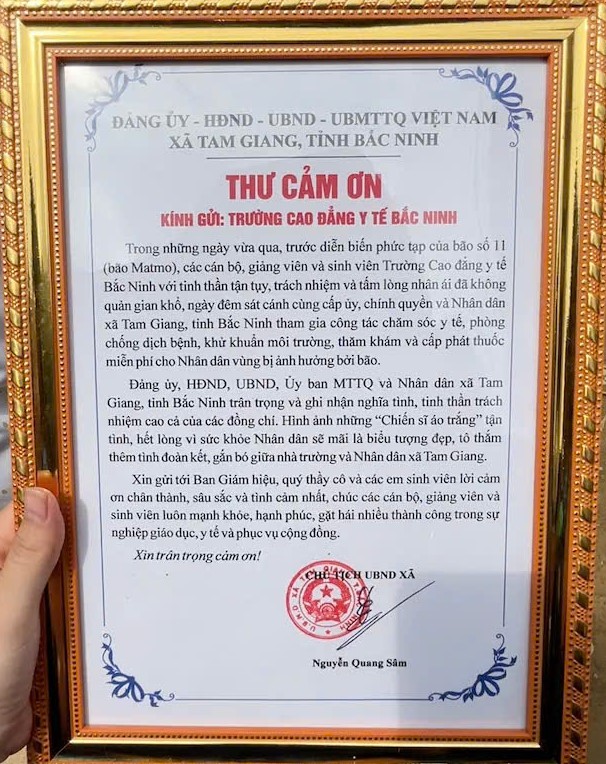 ĐẢNG ỦY - HĐND - UBND - UBMTTQ VIỆT NAM
XÃ TAM GIANG, TỈNH BẮC NINH
THƯ CẢM ƠN
KÍNH GỬI: TRƯỜNG CAO ĐẲNG Y TẾ BẮC NINH
Trong những ngày vừa qua, trước diễn biến phức tạp của bão số 11
(bão Matmo), các cán bộ, giảng viên và sinh viên Trường Cao đẳng y tế
Bắc Ninh với tinh thần tận tụy, trách nhiệm và tấm lòng nhân ái đã không
quản gian khổ, ngày đêm sát cánh cùng cấp ủy, chính quyền và Nhân dân
xã Tam Giang, tỉnh Bắc Ninh tham gia công tác chăm sóc y tế, phòng
chống dịch bệnh, khử khuẩn môi trường, thăm khám và cấp phát thuốc
miễn phí cho Nhân dân vùng bị ảnh hưởng bởi bão.
Đảng ủy, HĐND, UBND, Ủy ban MTTQ và Nhân dân xã Tam
Giang, tỉnh Bắc Ninh trân trọng và ghi nhận nghĩa tình, tinh thần trách
nhiệm cao cả của các đồng chí. Hình ảnh những “Chiến sĩ áo trắng” tận
tình, hết lòng vì sức khỏe Nhân dân sẽ mãi là biểu tượng đẹp, tô thắm
thêm tình đoàn kết, gắn bó giữa nhà trường và Nhân dân xã Tam Giang.
Xin gửi tới Ban Giám hiệu, quý thầy cô và các em sinh viên lời cảm
ơn chân thành, sâu sắc và tình cảm nhất, chúc các cán bộ, giảng viên và
sinh viên luôn mạnh khỏe, hạnh phúc, gặt hái nhiều thành công trong sự
nghiệp giáo dục, y tế và phục vụ cộng đồng.
Xin trân trọng cảm ơn!
CHỦ TỊCH UBND XÃ
U.B.N.D XÃ TAM GIANG T. BẮC NINH
Nguyễn Quang Sâm